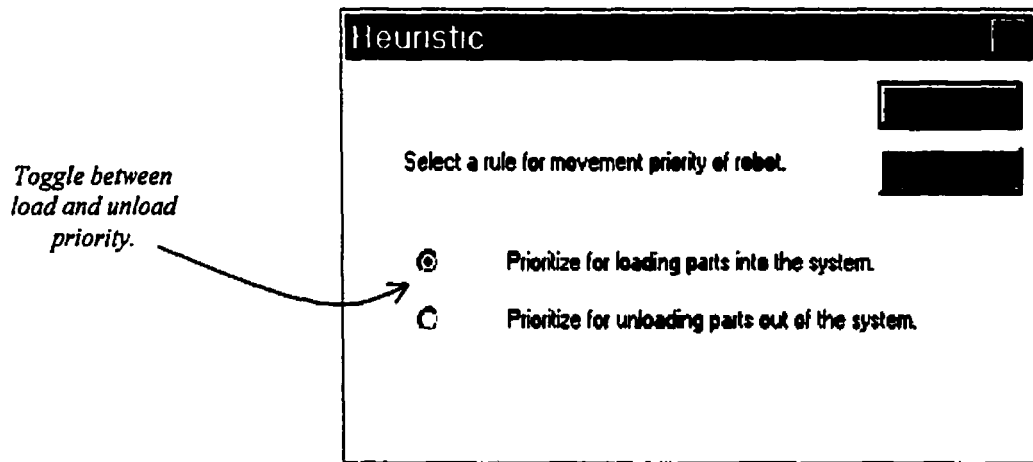 Heuristic
Select a rule for movement priority of robot.
Toggle between
load and unload
priority.
Prioritize for loading parts into the system.
Prioritize for unloading parts out of the system.